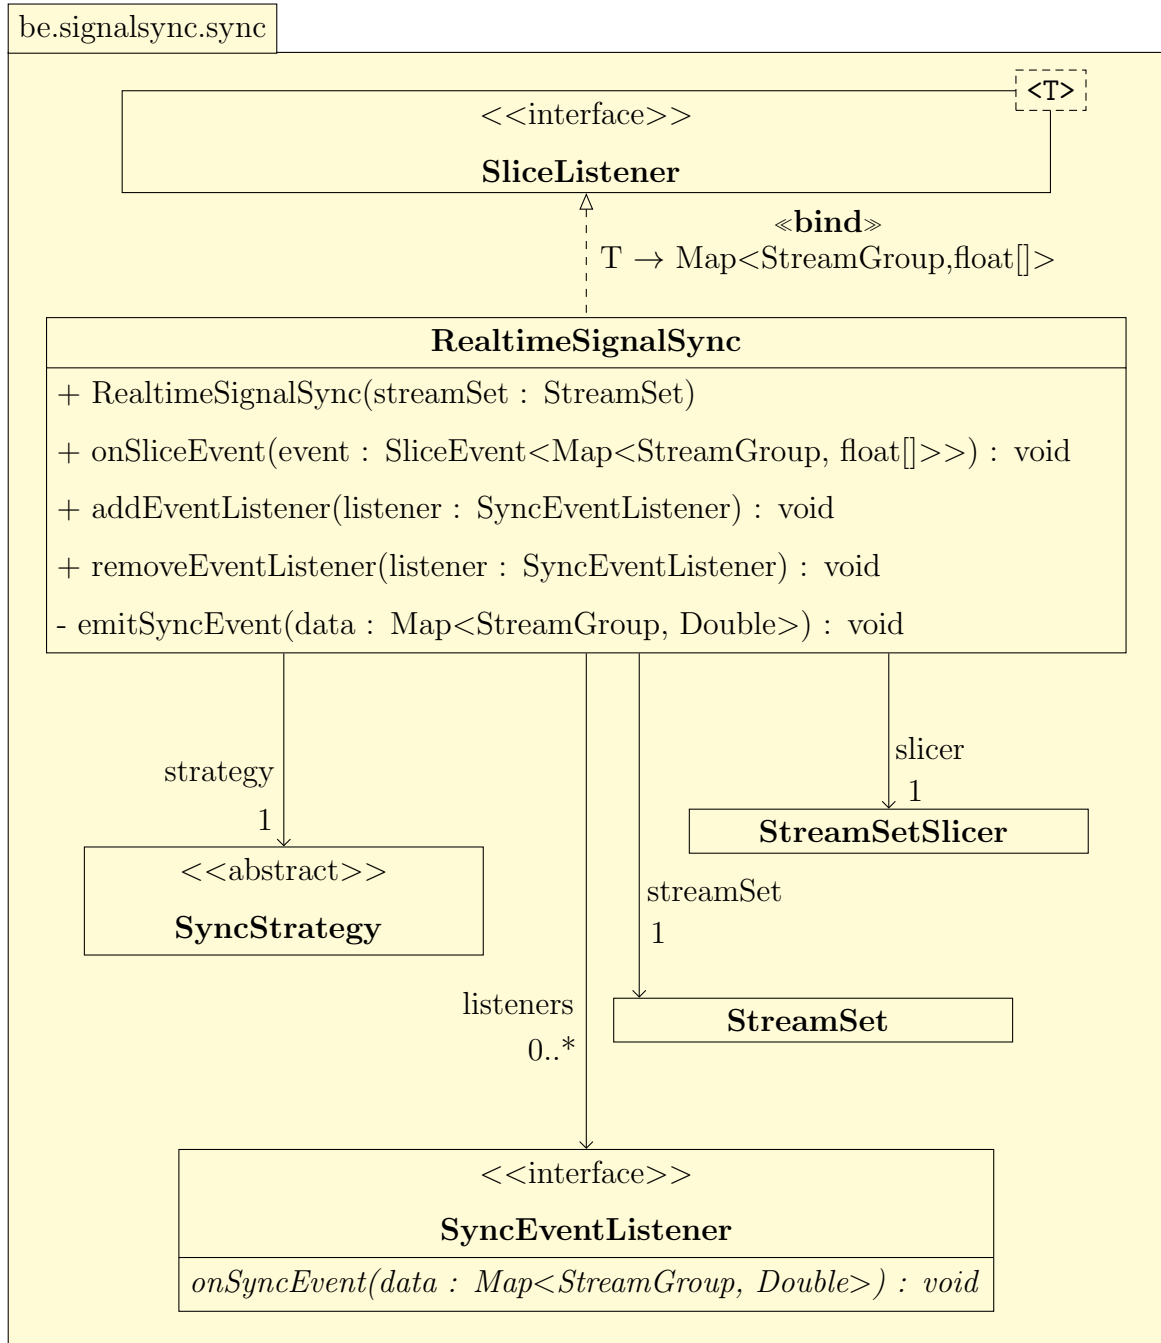 be.signalsync.sync
<T>
<<interface>>
SliceListener
≪bind≫
T → Map<StreamGroup,float[]>
RealtimeSignalSync
+ RealtimeSignalSync(streamSet : StreamSet)
+ onSliceEvent(event : SliceEvent<Map<StreamGroup, float[]>>) : void
+ addEventListener(listener : SyncEventListener) : void
+ removeEventListener(listener : SyncEventListener) : void
- emitSyncEvent(data : Map<StreamGroup, Double>) : void
slicer
1
strategy
1
StreamSetSlicer
<<abstract>>
SyncStrategy
streamSet
1
listeners
0..*
StreamSet
<<interface>>
SyncEventListener
onSyncEvent(data : Map<StreamGroup, Double>) : void